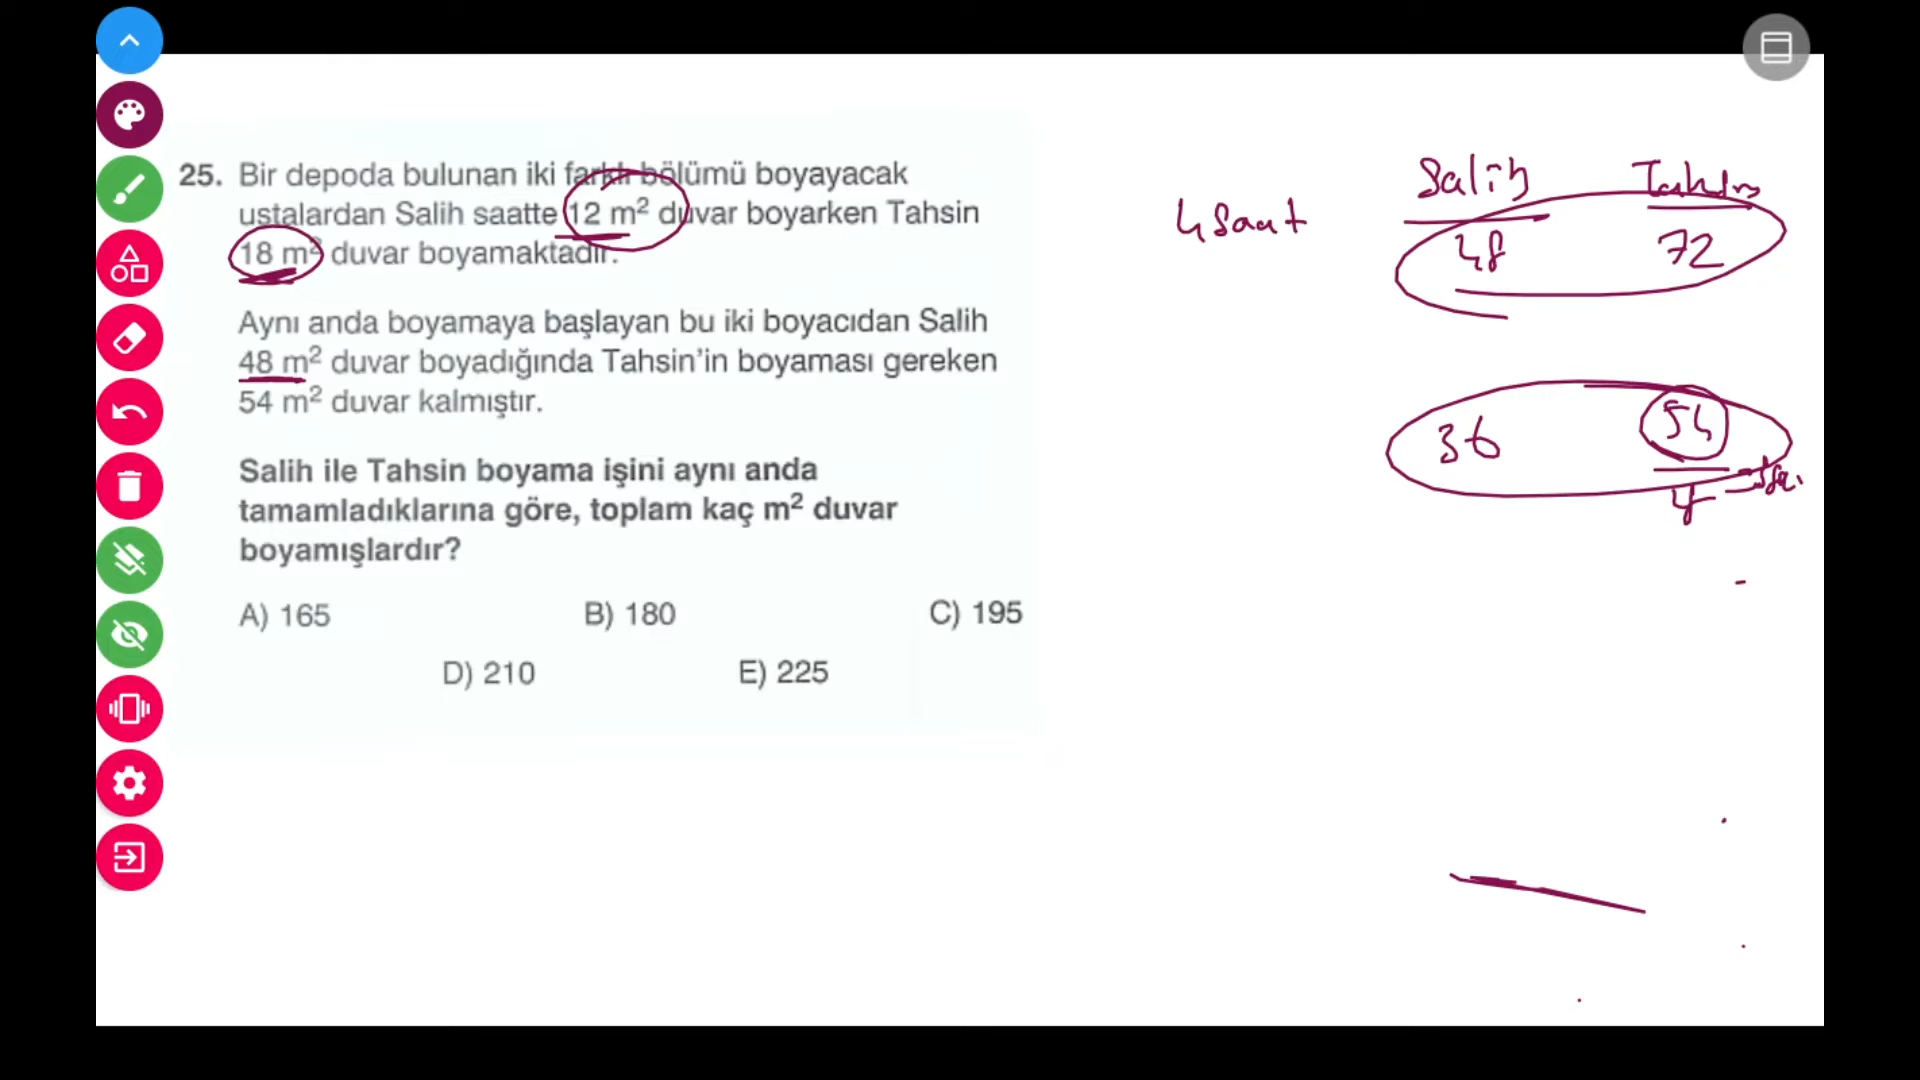 25. Bir depoda bulunan iki farklı bölümü boyayacak
ustalardan Salih saatte 12 m² duvar boyarken Tahsin
18 m² duvar boyamaktadır.
Aynı anda boyamaya başlayan bu iki boyacıdan Salih
48 m² duvar boyadığında Tahsin'in boyaması gereken
54 m² duvar kalmıştır.
Salih ile Tahsin boyama işini aynı anda
tamamladıklarına göre, toplam kaç m² duvar
boyamışlardır?
A) 165 B) 180 C) 195
D) 210 E) 225
Salih Tahsin
4 saat 48 72
36 54